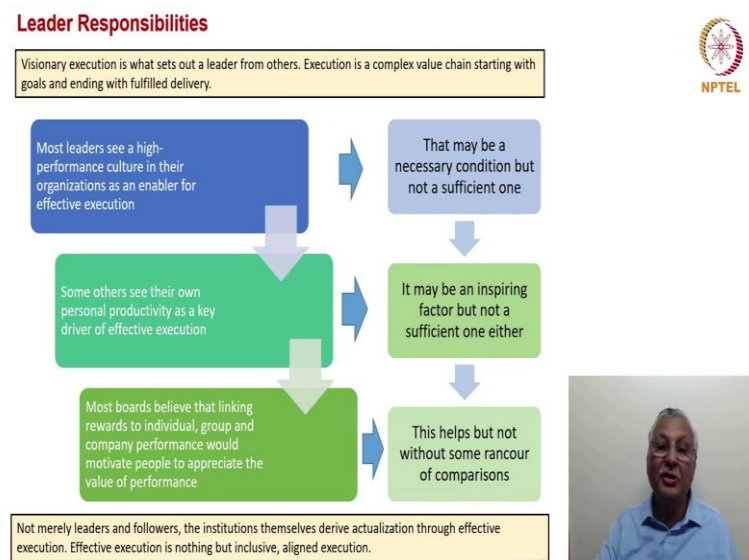 Leader Responsibilities
Visionary execution is what sets out a leader from others. Execution is a complex value chain starting with
goals and ending with fulfilled delivery.
NPTEL
Most leaders see a high-
performance culture in their
organizations as an enabler for
effective execution
That may be a
necessary condition but
not a sufficient one
Some others see their own
personal productivity as a key
driver of effective execution
It may be an inspiring
factor but not a
sufficient one either
Most boards believe that linking
rewards to individual, group and
company performance would
motivate people to appreciate the
value of performance
This helps but not
without some rancour
of comparisons
Not merely leaders and followers, the institutions themselves derive actualization through effective
execution. Effective execution is nothing but inclusive, aligned execution.